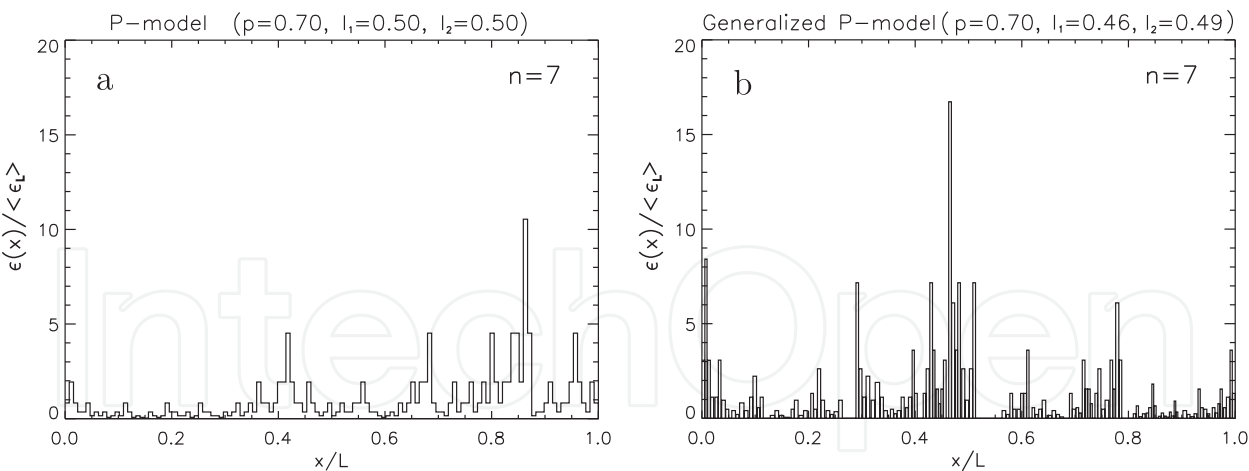 P-model (p=0.70, l₁=0.50, l₂=0.50)
a
n=7
20
15
10
5
0
ϵ(x)/<ϵL>
0.0 0.2 0.4 0.6 0.8 1.0
x/L
Generalized P-model(p=0.70, l₁=0.46, l₂=0.49)
b
n=7
20
15
10
5
0
ϵ(x)/<ϵL>
0.0 0.2 0.4 0.6 0.8 1.0
x/L
IntechOpen